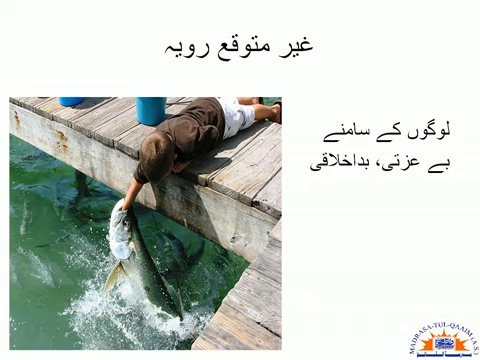 غیر متوقع رویہ
لوگوں کے سامنے
بے عزتی، بداخلاقی
MADRASA-TUL-QAAIM (A.S)